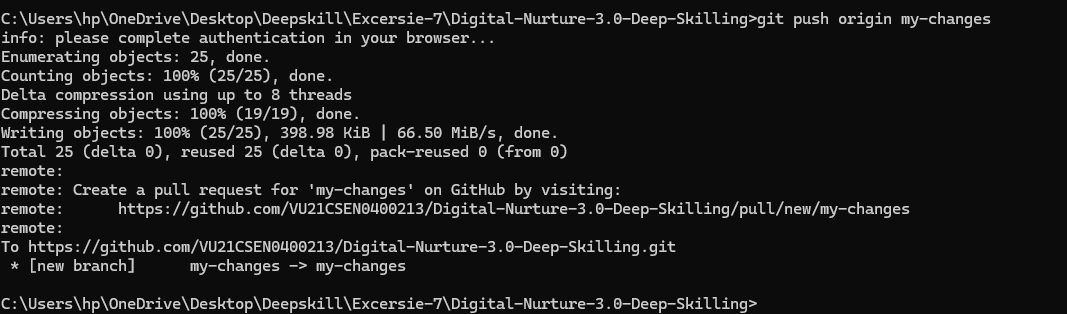 C:\Users\hp\OneDrive\Desktop\Deepskill\Excersie-7\Digital-Nurture-3.0-Deep-Skilling>git push origin my-changes
info: please complete authentication in your browser...
Enumerating objects: 25, done.
Counting objects: 100% (25/25), done.
Delta compression using up to 8 threads
Compressing objects: 100% (19/19), done.
Writing objects: 100% (25/25), 398.98 KiB | 66.50 MiB/s, done.
Total 25 (delta 0), reused 25 (delta 0), pack-reused 0 (from 0)
remote:
remote: Create a pull request for 'my-changes' on GitHub by visiting:
remote:      https://github.com/VU21CSEN0400213/Digital-Nurture-3.0-Deep-Skilling/pull/new/my-changes
remote:
To https://github.com/VU21CSEN0400213/Digital-Nurture-3.0-Deep-Skilling.git
 * [new branch]      my-changes -> my-changes
C:\Users\hp\OneDrive\Desktop\Deepskill\Excersie-7\Digital-Nurture-3.0-Deep-Skilling>